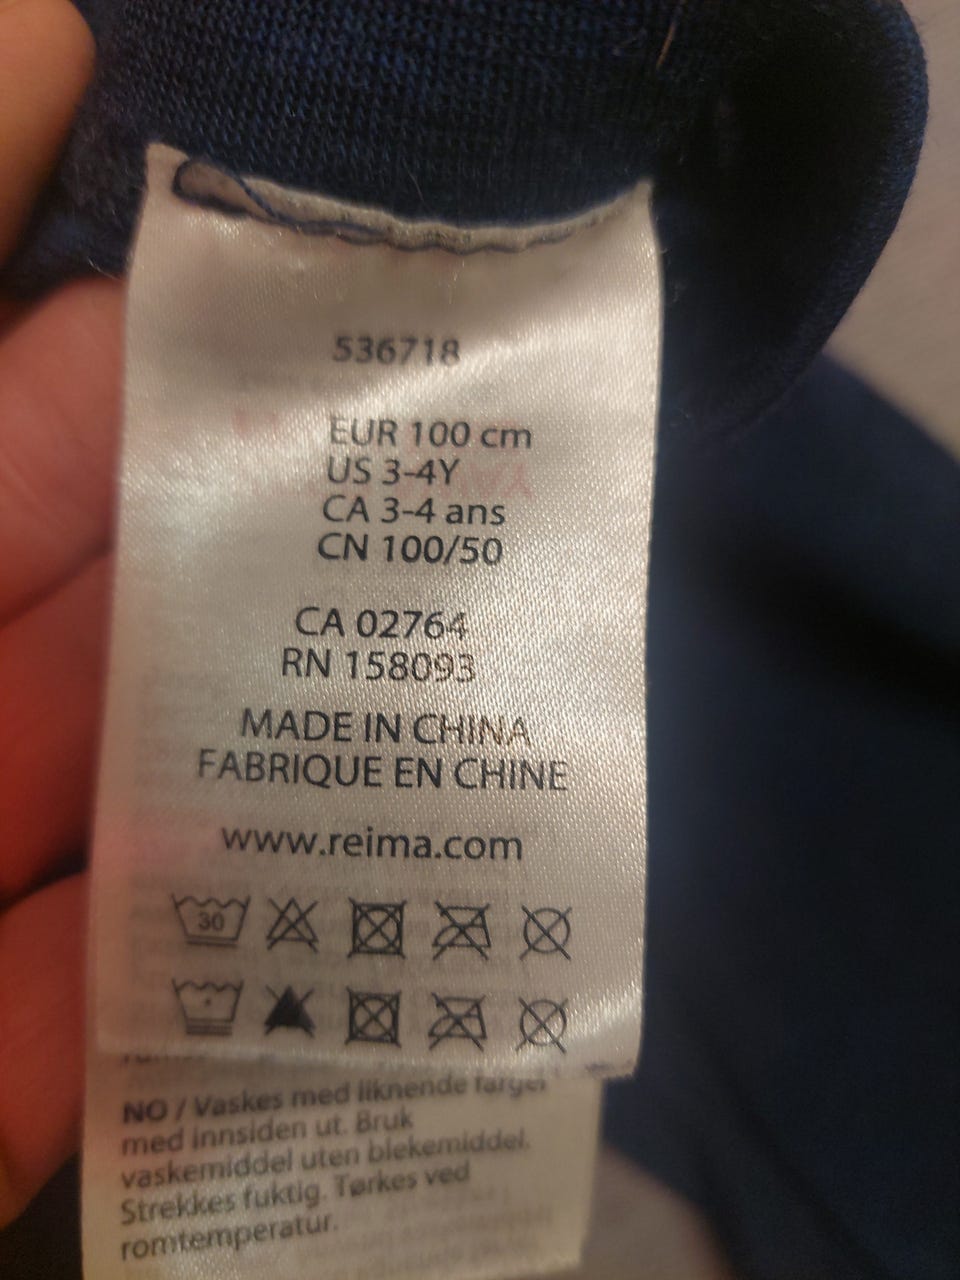 536718
EUR 100 cm
US 3-4Y
CA 3-4 ans
CN 100/50
CA 02764
RN 158093
MADE IN CHINA
FABRIQUE EN CHINE
www.reima.com
30
NO / Vaskes med liknende farger
med innsiden ut. Bruk
vaskemiddel uten blekemiddel.
Strekkes fuktig. Tørkes ved
romtemperatur.